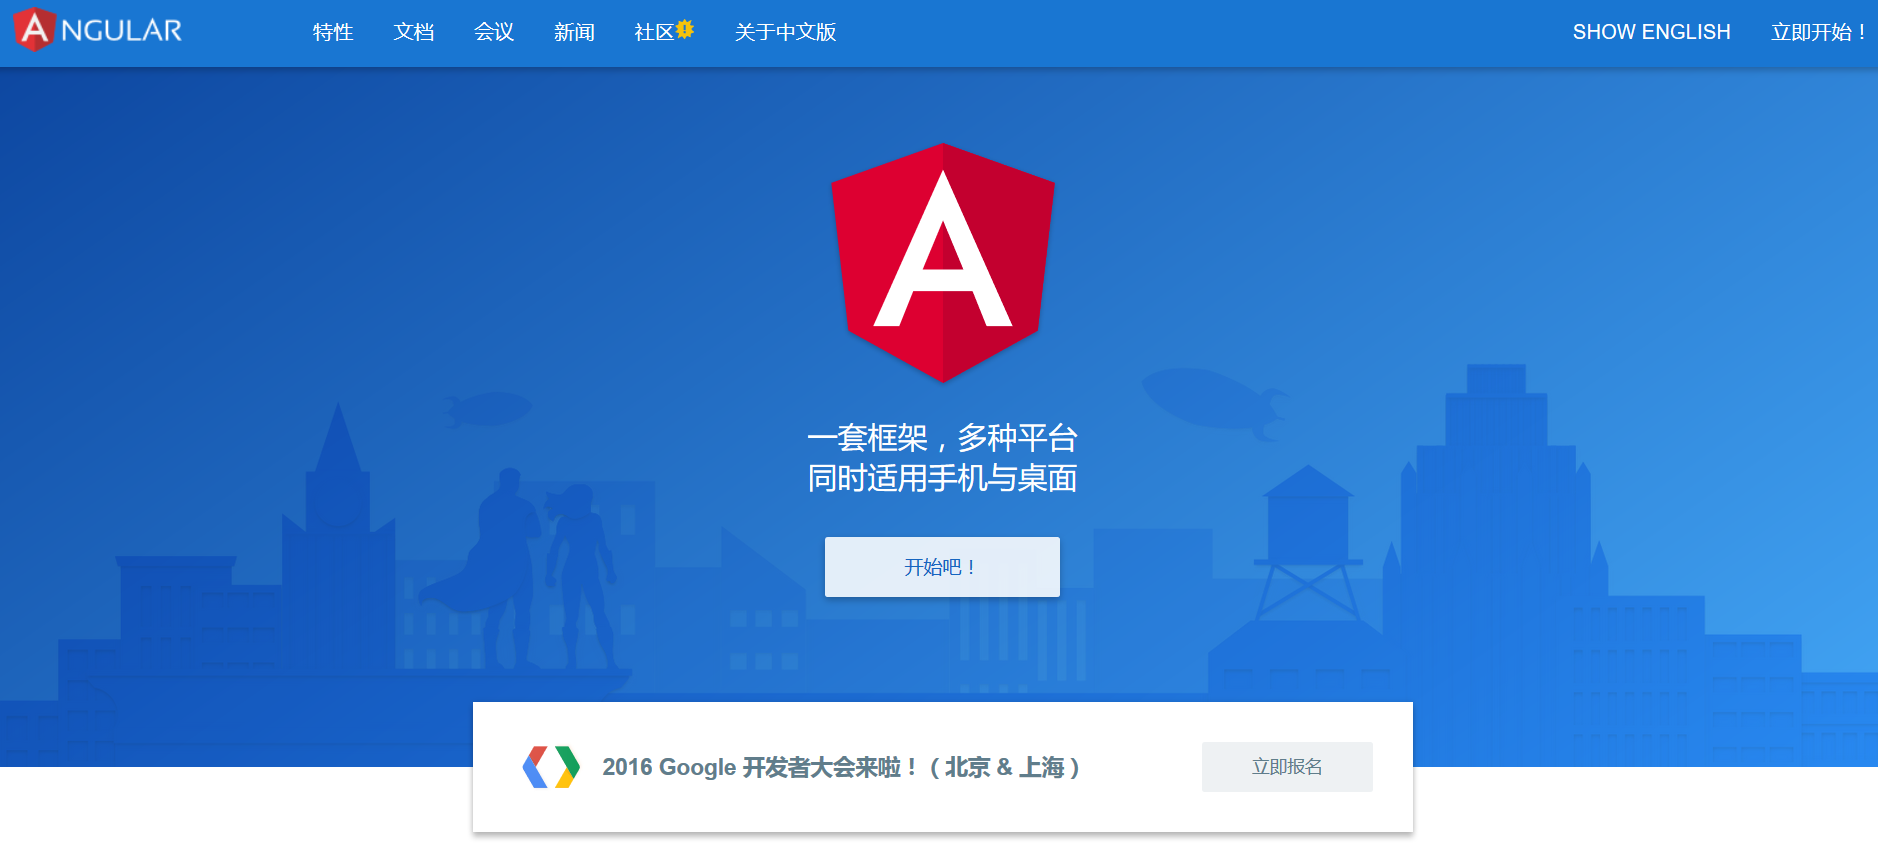 ANGULAR 特性 文档 会议 新闻 社区 关于中文版 SHOW ENGLISH 立即开始！
A
一套框架，多种平台
同时适用手机与桌面
开始吧！
2016 Google 开发者大会来啦！（北京 & 上海） 立即报名